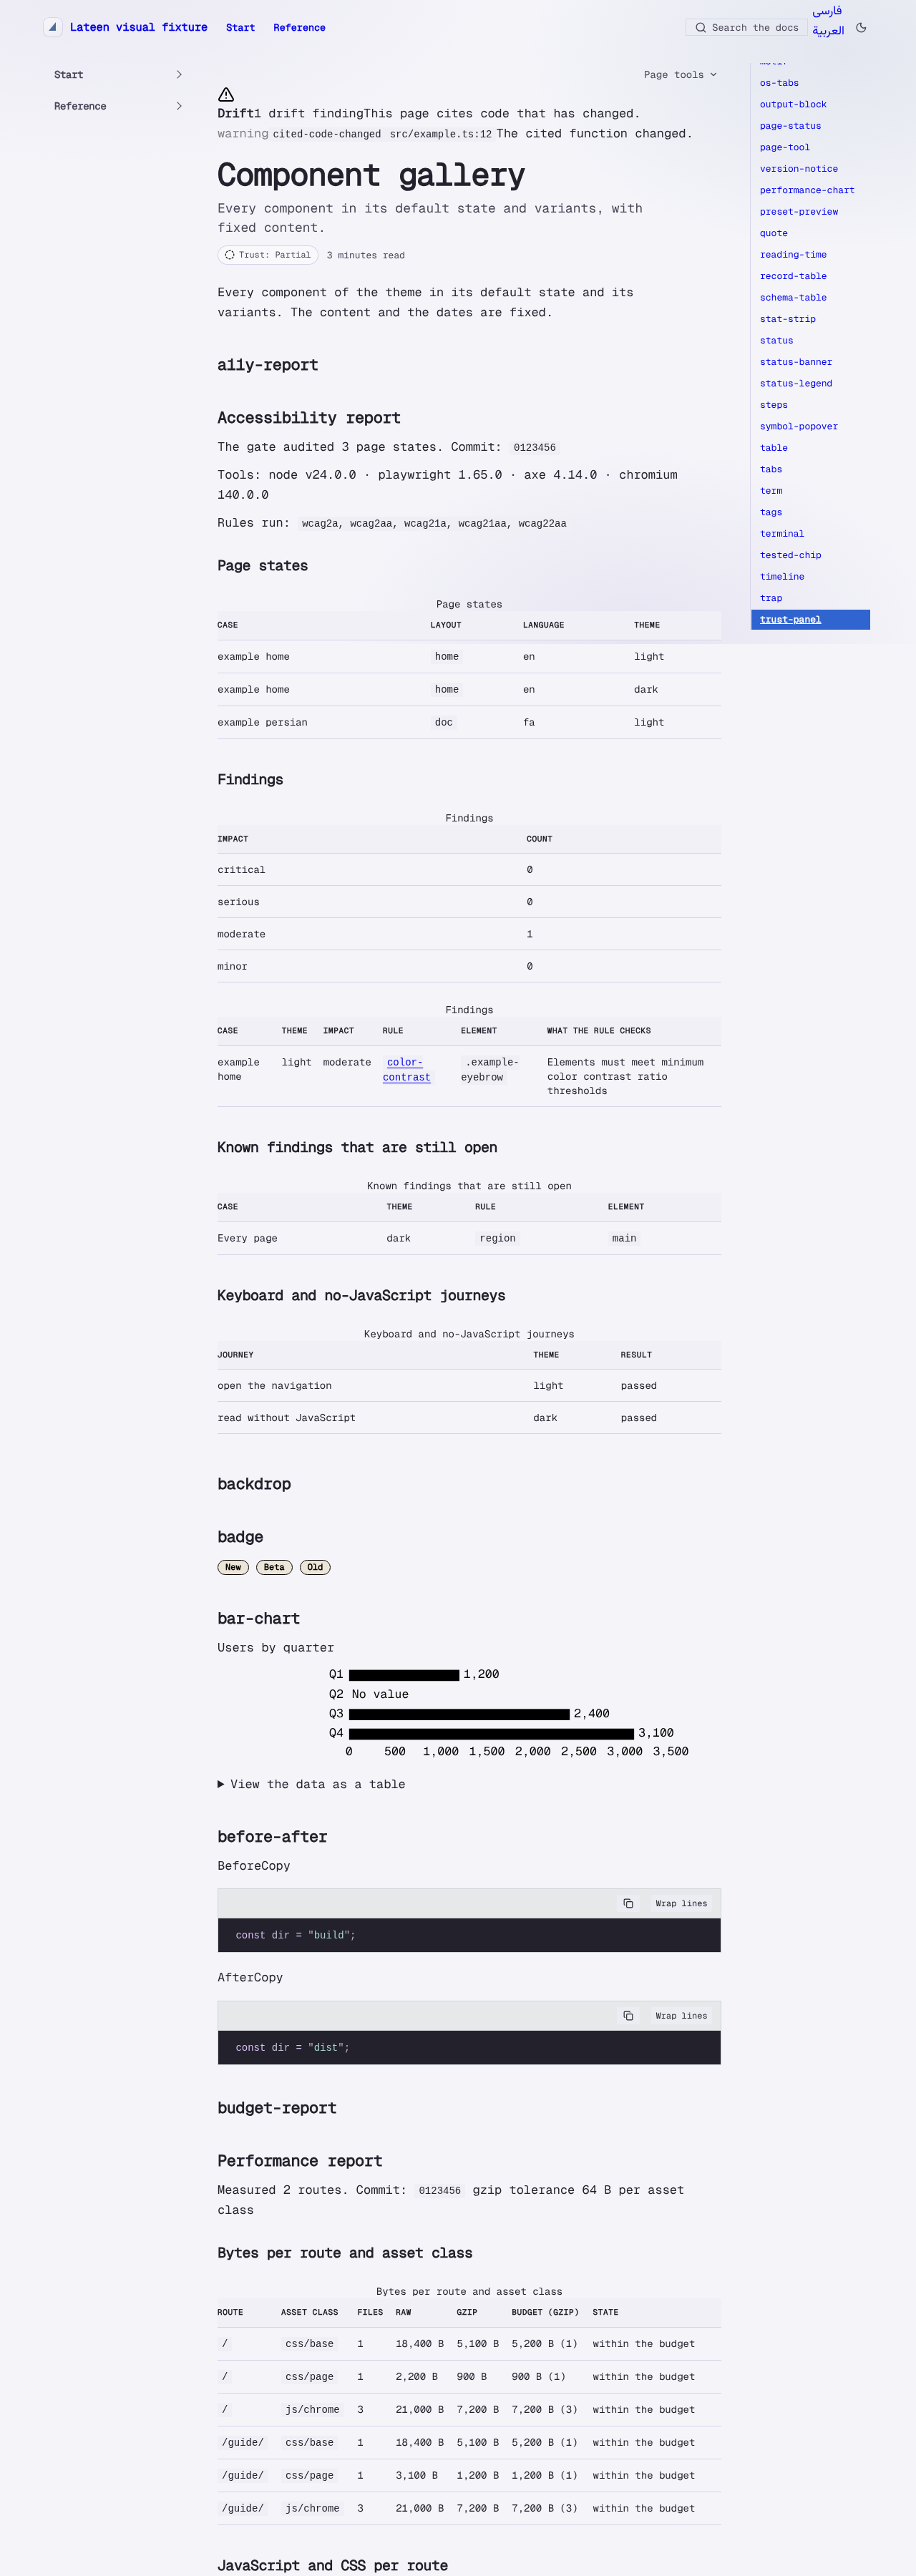 Lateen visual fixture Start Reference Search the docs
فارسی
العربية
Start
Reference
Page tools
Drift1 drift findingThis page cites code that has changed.
warning cited-code-changed src/example.ts:12 The cited function changed.
Component gallery
Every component in its default state and variants, with
fixed content.
Trust: Partial 3 minutes read
Every component of the theme in its default state and its
variants. The content and the dates are fixed.
a11y-report
Accessibility report
The gate audited 3 page states. Commit: 0123456
Tools: node v24.0.0 · playwright 1.65.0 · axe 4.14.0 · chromium
140.0.0
Rules run: wcag2a, wcag2aa, wcag21a, wcag21aa, wcag22aa
Page states
Page states
CASE LAYOUT LANGUAGE THEME
example home home en light
example home home en dark
example persian doc fa light
Findings
Findings
IMPACT COUNT
critical 0
serious 0
moderate 1
minor 0
Findings
CASE THEME IMPACT RULE ELEMENT WHAT THE RULE CHECKS
example home light moderate color-contrast .example-eyebrow Elements must meet minimum
color contrast ratio
thresholds
Known findings that are still open
Known findings that are still open
CASE THEME RULE ELEMENT
Every page dark region main
Keyboard and no-JavaScript journeys
Keyboard and no-JavaScript journeys
JOURNEY THEME RESULT
open the navigation light passed
read without JavaScript dark passed
backdrop
badge
New Beta Old
bar-chart
Users by quarter
Q1 1,200
Q2 No value
Q3 2,400
Q4 3,100
0 500 1,000 1,500 2,000 2,500 3,000 3,500
View the data as a table
before-after
BeforeCopy
Wrap lines
const dir = "build";
AfterCopy
Wrap lines
const dir = "dist";
budget-report
Performance report
Measured 2 routes. Commit: 0123456 gzip tolerance 64 B per asset
class
Bytes per route and asset class
Bytes per route and asset class
ROUTE ASSET CLASS FILES RAW GZIP BUDGET (GZIP) STATE
/ css/base 1 18,400 B 5,100 B 5,200 B (1) within the budget
/ css/page 1 2,200 B 900 B 900 B (1) within the budget
/ js/chrome 3 21,000 B 7,200 B 7,200 B (3) within the budget
/guide/ css/base 1 18,400 B 5,100 B 5,200 B (1) within the budget
/guide/ css/page 1 3,100 B 1,200 B 1,200 B (1) within the budget
/guide/ js/chrome 3 21,000 B 7,200 B 7,200 B (3) within the budget
JavaScript and CSS per route
os-tabs
output-block
page-status
page-tool
version-notice
performance-chart
preset-preview
quote
reading-time
record-table
schema-table
stat-strip
status
status-banner
status-legend
steps
symbol-popover
table
tabs
term
tags
terminal
tested-chip
timeline
trap
trust-panel